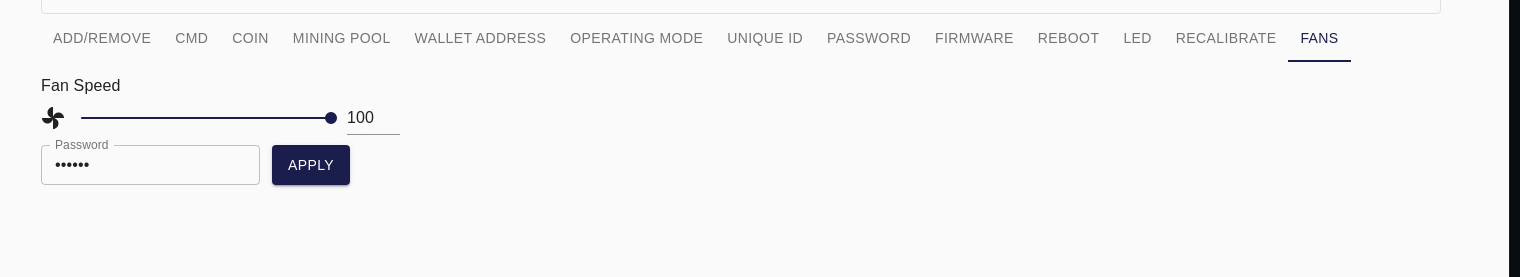 ADD/REMOVE CMD COIN MINING POOL WALLET ADDRESS OPERATING MODE UNIQUE ID PASSWORD FIRMWARE REBOOT LED RECALIBRATE FANS
Fan Speed
100
Password
•••••• APPLY